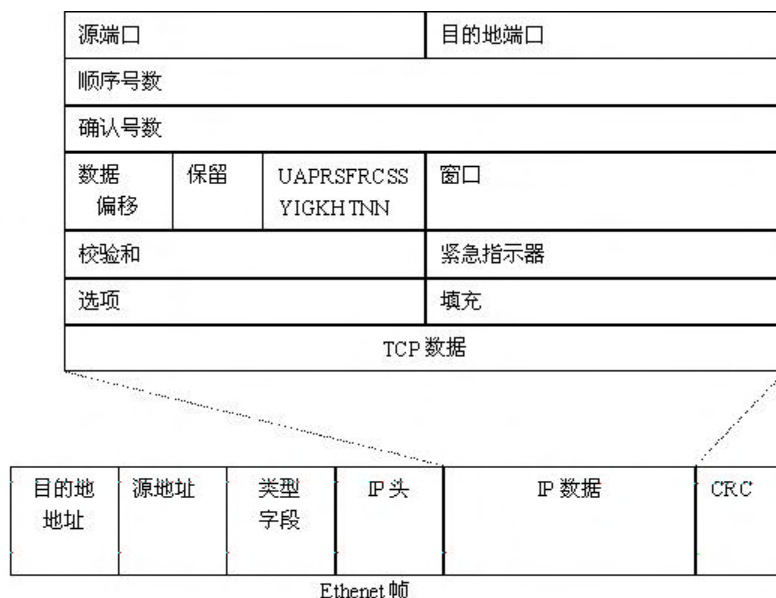 源端口 目的地端口
顺序号数
确认号数
数据 保留 UAPRSFRCSS 窗口
偏移 YIGKHTNN
校验和 紧急指示器
选项 填充
TCP 数据
目的地 源地址 类型 IP 头 IP 数据 CRC
地址 字段
Ethenet 帧